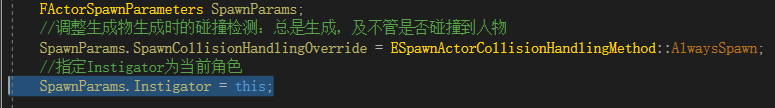 FActorSpawnParameters SpawnParams;
//调整生成物生成时的碰撞检测：总是生成，及不管是否碰撞到人物
SpawnParams.SpawnCollisionHandlingOverride = ESpawnActorCollisionHandlingMethod::AlwaysSpawn;
//指定Instigator为当前角色
SpawnParams.Instigator = this;